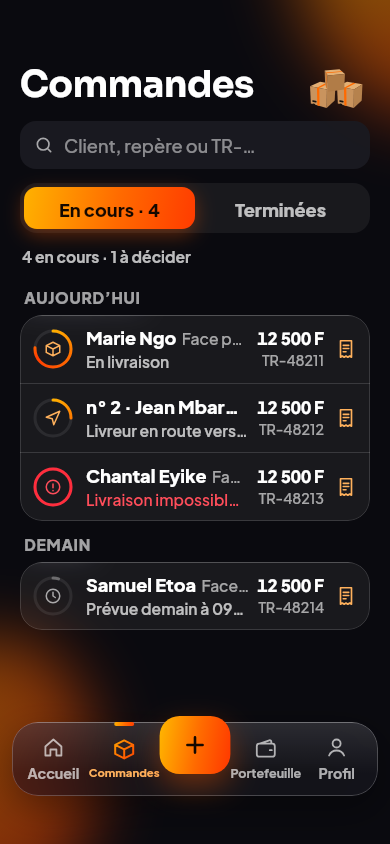 Commandes
Client, repère ou TR-…
En cours · 4
Terminées
4 en cours · 1 à décider
AUJOURD’HUI
Marie Ngo Face p… 12 500 F
En livraison TR-48211
n° 2 · Jean Mbar… 12 500 F
Livreur en route vers… TR-48212
Chantal Eyike Fa… 12 500 F
Livraison impossibl… TR-48213
DEMAIN
Samuel Etoa Face… 12 500 F
Prévue demain à 09… TR-48214
Accueil Commandes Portefeuille Profil